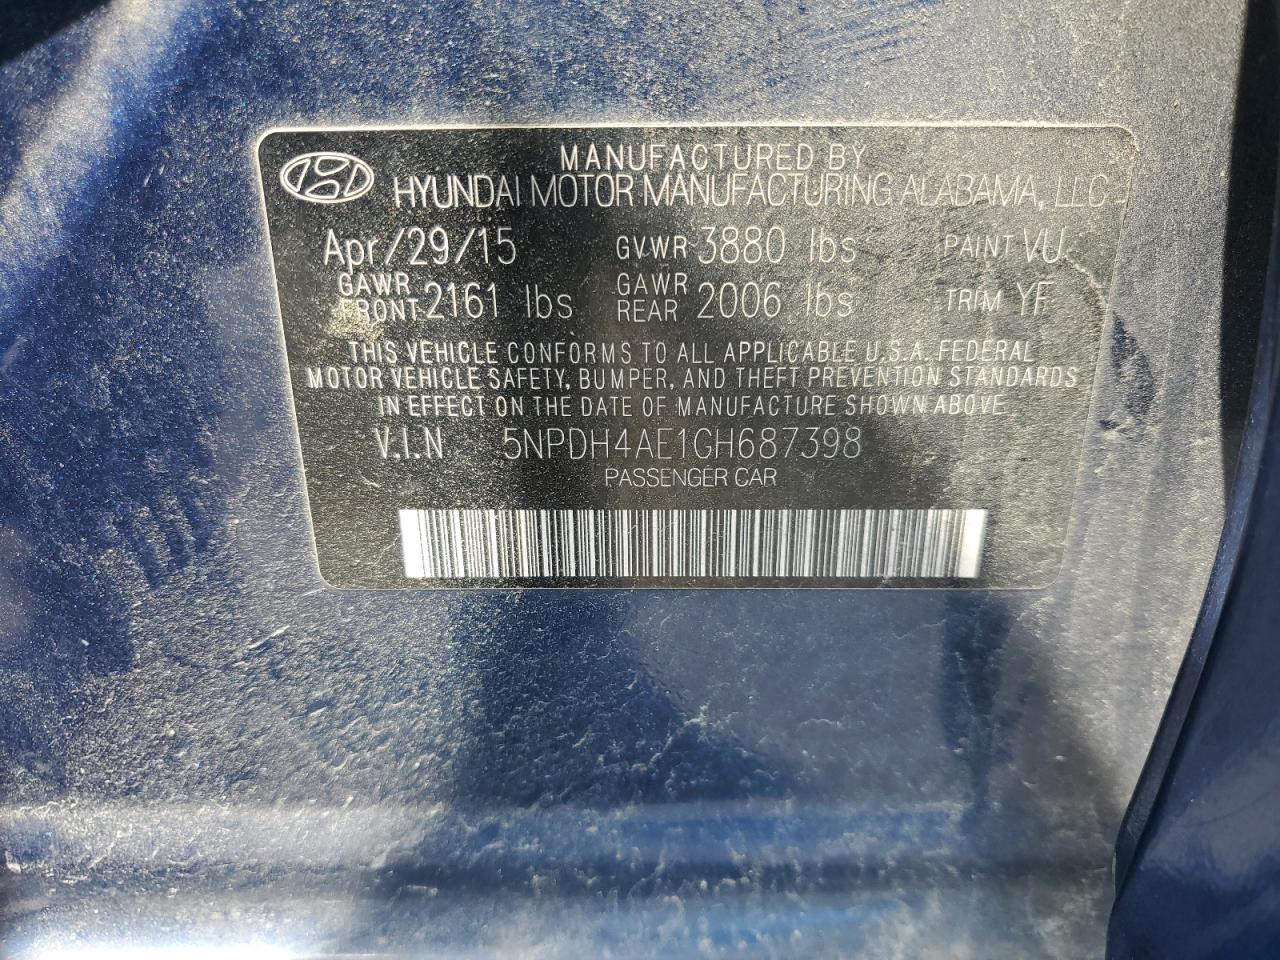 MANUFACTURED BY
HYUNDAI MOTOR MANUFACTURING ALABAMA, LLC
Apr/29/15 GVWR 3880 lbs PAINT VU
GAWR FRONT 2161 lbs GAWR REAR 2006 lbs TRIM YF
THIS VEHICLE CONFORMS TO ALL APPLICABLE U.S.A. FEDERAL
MOTOR VEHICLE SAFETY, BUMPER, AND THEFT PREVENTION STANDARDS
IN EFFECT ON THE DATE OF MANUFACTURE SHOWN ABOVE.
V.I.N 5NPDH4AE1GH687398
PASSENGER CAR